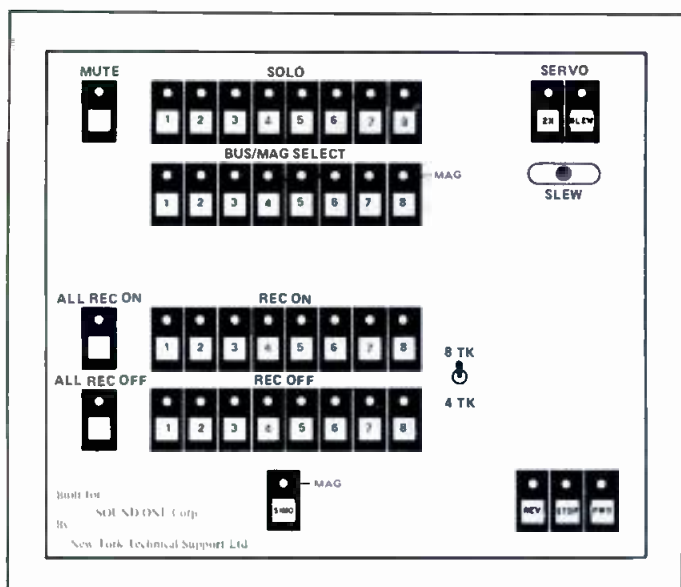 MUTE SOLO SERVO
1 2 3 4 5 6 7 8 2X SLEW
BUS/MAG SELECT
MAG
1 2 3 4 5 6 7 8
SLEW
ALL REC ON REC ON
1 2 3 4 5 6 7 8
8 TK
ALL REC OFF REC OFF
4 TK
1 2 3 4 5 6 7 8
MAG
REV STOP FWD
Built for
SOUND ONE Corp.
By
New York Technical Support Ltd.